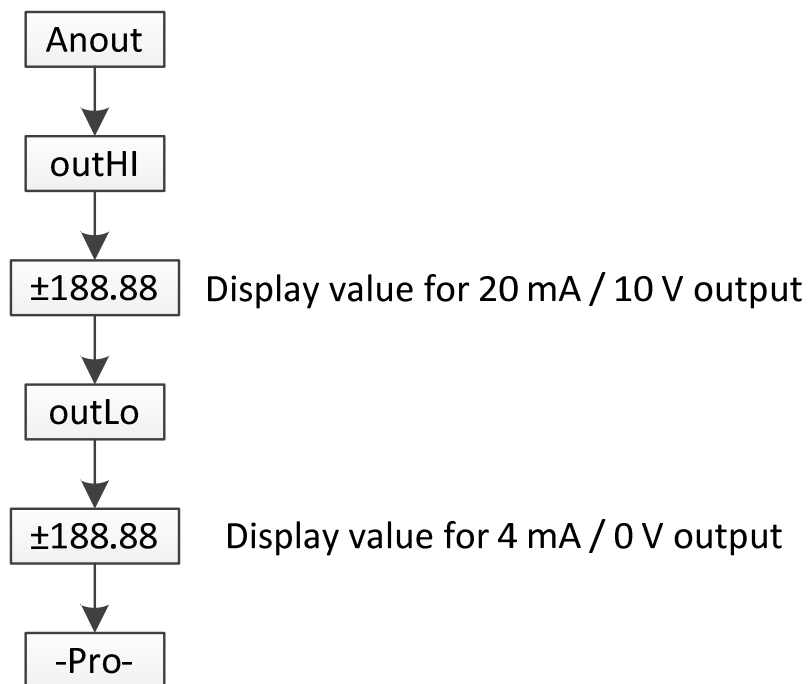 Anout
outHI
±188.88 Display value for 20 mA / 10 V output
outLo
±188.88 Display value for 4 mA / 0 V output
-Pro-